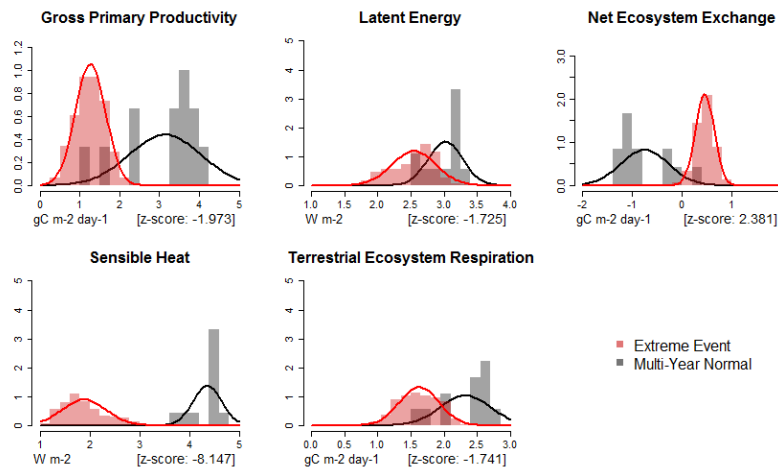 Gross Primary Productivity
0.0 0.2 0.4 0.6 0.8 1.0 1.2
0 1 2 3 4 5
gC m-2 day-1 [z-score: -1.973]
Latent Energy
0 1 2 3 4 5
1.0 1.5 2.0 2.5 3.0 3.5 4.0
W m-2 [z-score: -1.725]
Net Ecosystem Exchange
0.0 1.0 2.0 3.0
-2 -1 0 1
gC m-2 day-1 [z-score: 2.381]
Sensible Heat
0 1 2 3 4 5
1 2 3 4 5
W m-2 [z-score: -8.147]
Terrestrial Ecosystem Respiration
0 1 2 3 4 5
0.0 0.5 1.0 1.5 2.0 2.5 3.0
gC m-2 day-1 [z-score: -1.741]
Extreme Event
Multi-Year Normal